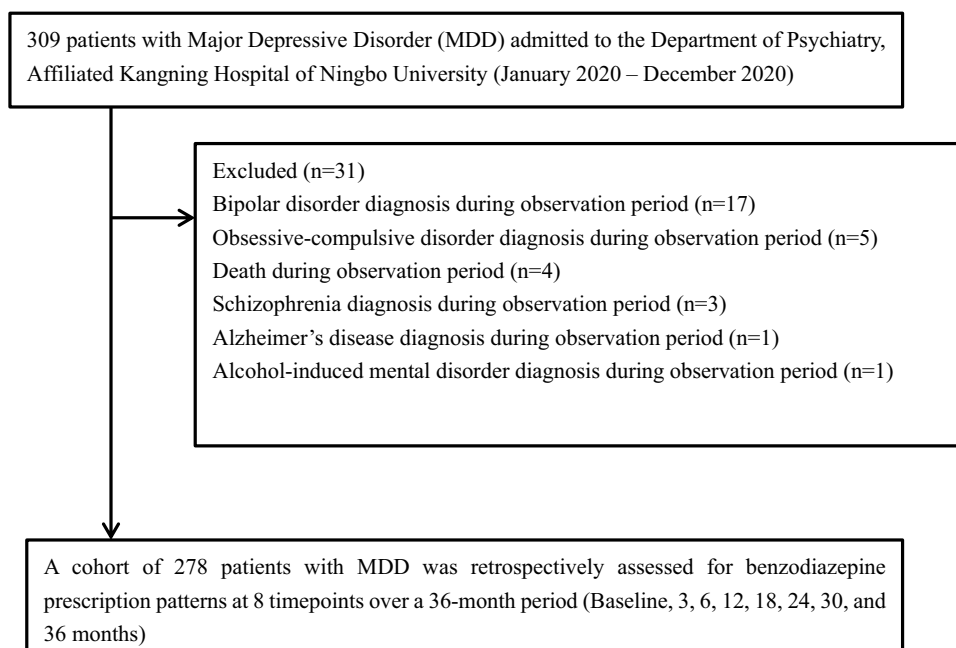 309 patients with Major Depressive Disorder (MDD) admitted to the Department of Psychiatry,
Affiliated Kangning Hospital of Ningbo University (January 2020 – December 2020)
Excluded (n=31)
Bipolar disorder diagnosis during observation period (n=17)
Obsessive-compulsive disorder diagnosis during observation period (n=5)
Death during observation period (n=4)
Schizophrenia diagnosis during observation period (n=3)
Alzheimer’s disease diagnosis during observation period (n=1)
Alcohol-induced mental disorder diagnosis during observation period (n=1)
A cohort of 278 patients with MDD was retrospectively assessed for benzodiazepine
prescription patterns at 8 timepoints over a 36-month period (Baseline, 3, 6, 12, 18, 24, 30, and
36 months)